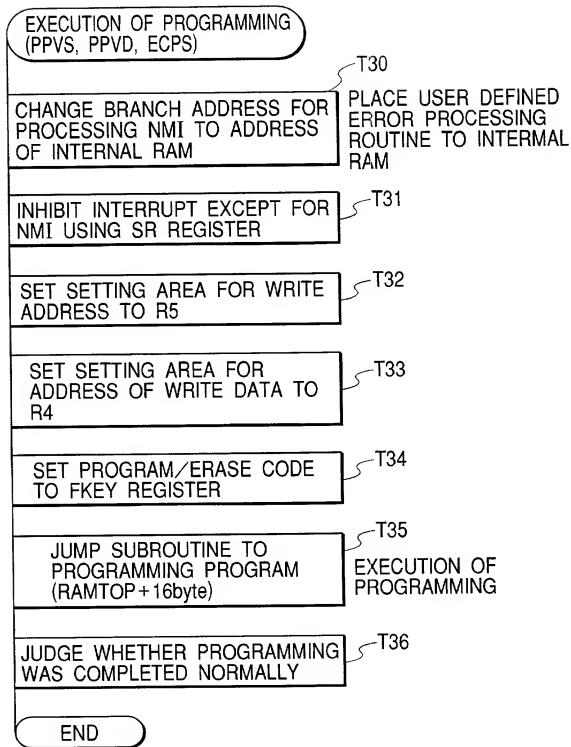 EXECUTION OF PROGRAMMING
(PPVS, PPVD, ECPS)
T30
CHANGE BRANCH ADDRESS FOR
PROCESSING NMI TO ADDRESS
OF INTERNAL RAM
PLACE USER DEFINED
ERROR PROCESSING
ROUTINE TO INTERMAL
RAM
T31
INHIBIT INTERRUPT EXCEPT FOR
NMI USING SR REGISTER
T32
SET SETTING AREA FOR WRITE
ADDRESS TO R5
T33
SET SETTING AREA FOR
ADDRESS OF WRITE DATA TO
R4
T34
SET PROGRAM/ERASE CODE
TO FKEY REGISTER
T35
JUMP SUBROUTINE TO
PROGRAMMING PROGRAM
(RAMTOP+16byte)
EXECUTION OF
PROGRAMMING
T36
JUDGE WHETHER PROGRAMMING
WAS COMPLETED NORMALLY
END